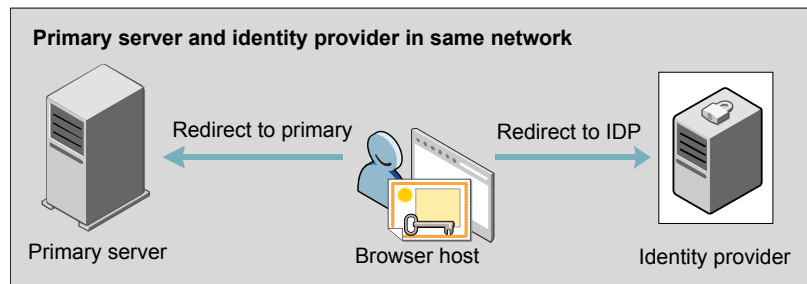 Primary server and identity provider in same network
Redirect to primary
Redirect to IDP
Primary server
Browser host
Identity provider